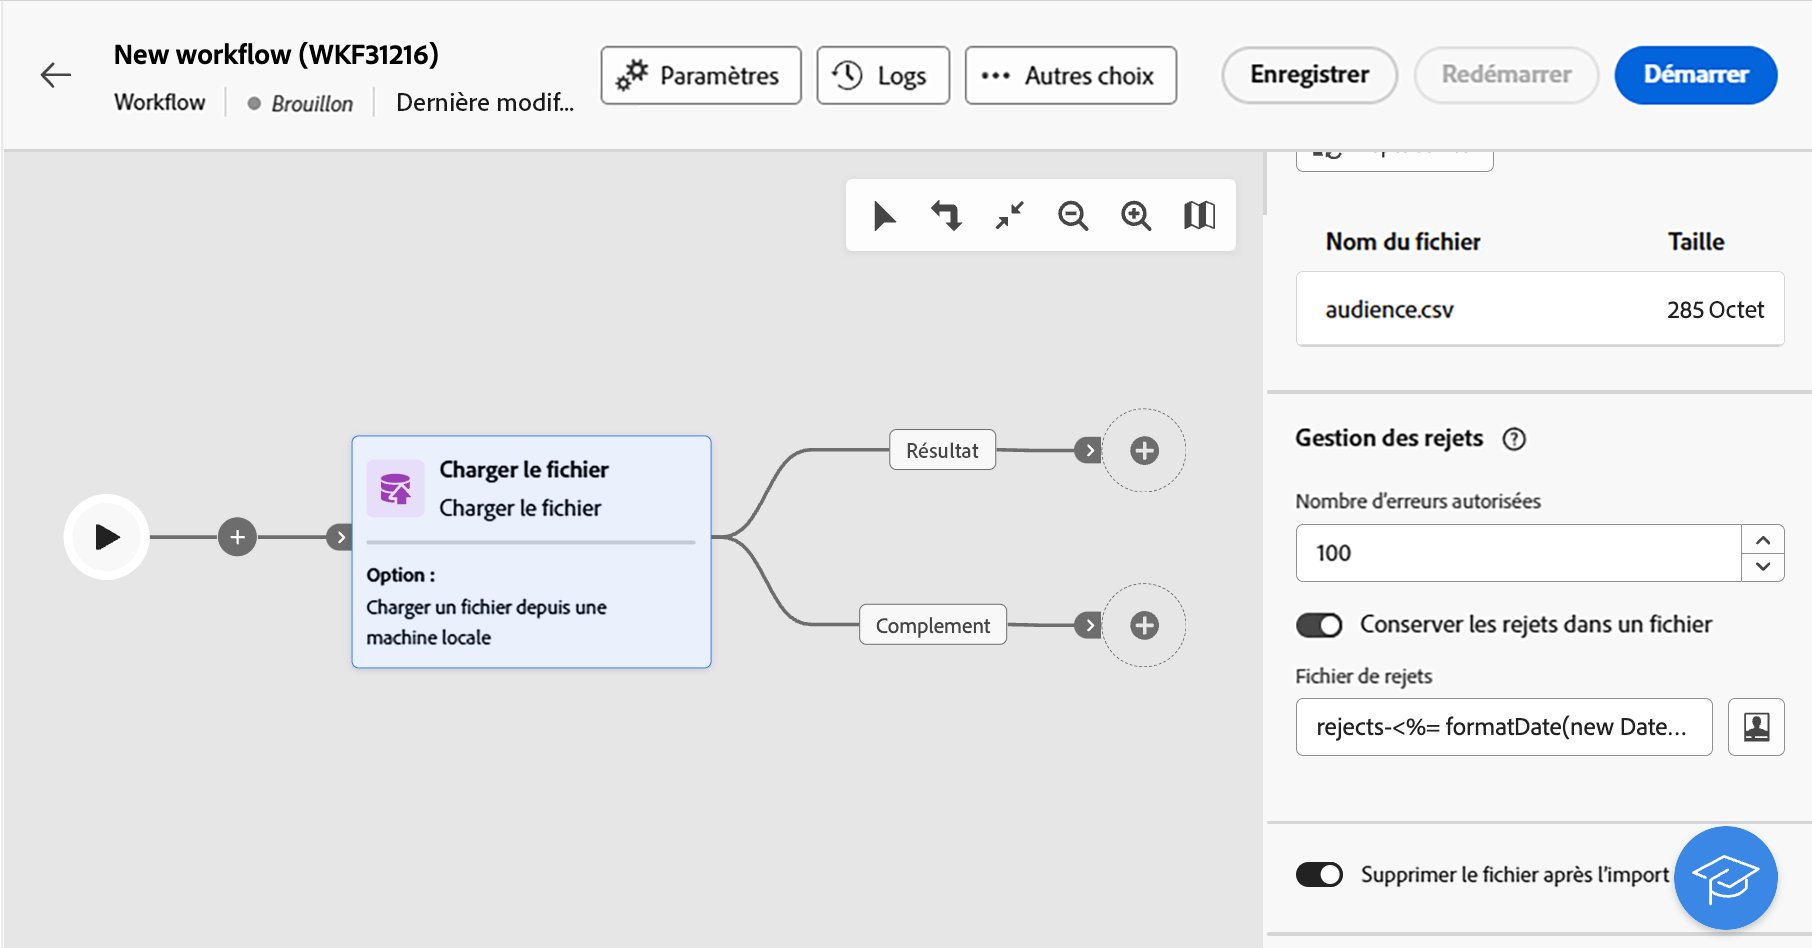 New workflow (WKF31216)
Workflow
Brouillon
Dernière modif...
Paramètres
Logs
Autres choix
Enregistrer
Redémarrer
Démarrer
Nom du fichier Taille
audience.csv 285 Octet
Charger le fichier
Charger le fichier
Option :
Charger un fichier depuis une
machine locale
Résultat
Complement
Gestion des rejets
Nombre d'erreurs autorisées
100
Conserver les rejets dans un fichier
Fichier de rejets
rejects-<%= formatDate(new Date...
Supprimer le fichier après l'import